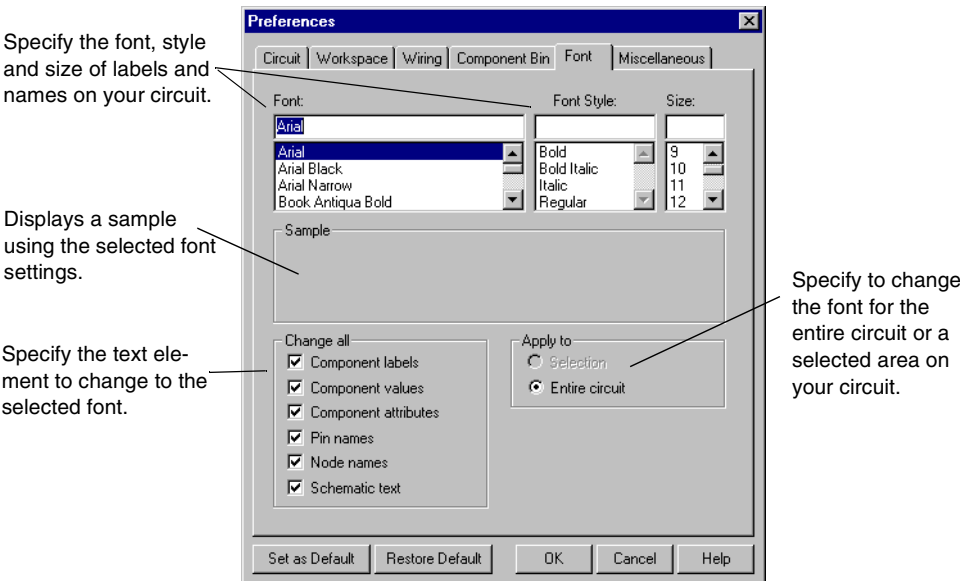 Preferences
Specify the font, style
and size of labels and
names on your circuit.
Circuit Workspace Wiring Component Bin Font Miscellaneous
Font: Font Style: Size:
Arial
Arial Bold 9
Arial Black Bold Italic 10
Arial Narrow Italic 11
Book Antiqua Bold Regular 12
Displays a sample
using the selected font
settings.
Sample
Specify to change
the font for the
entire circuit or a
selected area on
your circuit.
Specify the text ele-
ment to change to the
selected font.
Change all
Component labels
Component values
Component attributes
Pin names
Node names
Schematic text
Apply to
Selection
Entire circuit
Set as Default Restore Default OK Cancel Help